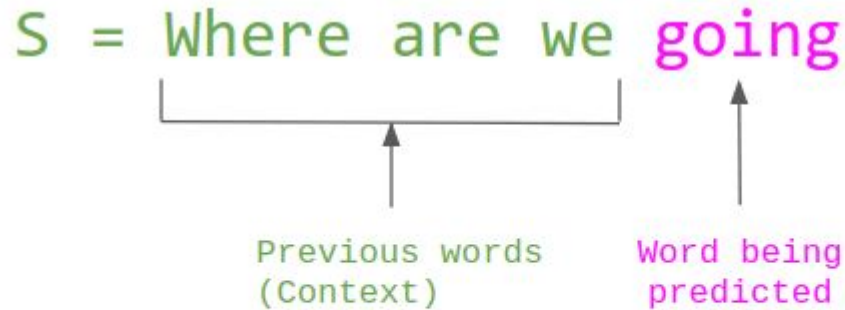 S = Where are we going
Previous words
(Context)
Word being
predicted